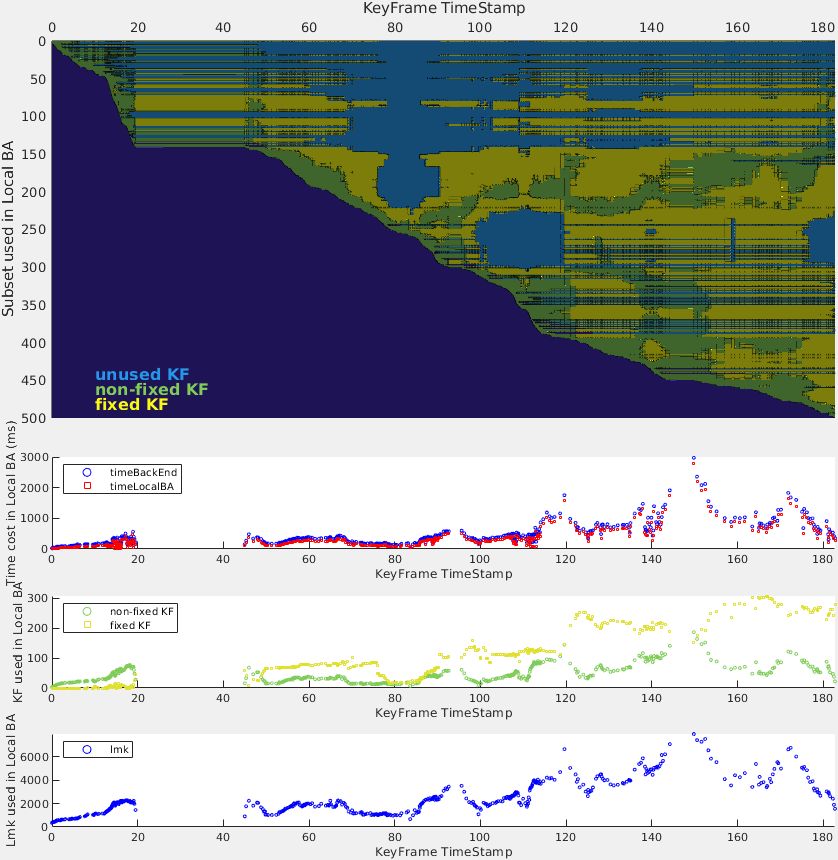 KeyFrame TimeStamp
0 20 40 60 80 100 120 140 160 180
Subset used in Local BA
0
50
100
150
200
250
300
350
400
450
500
unused KF
non-fixed KF
fixed KF
Time cost in Local BA (ms)
3000
2000
1000
0
timeBackEnd
timeLocalBA
0 20 40 60 80 100 120 140 160 180
KeyFrame TimeStamp
KF used in Local BA
300
200
100
0
non-fixed KF
fixed KF
0 20 40 60 80 100 120 140 160 180
KeyFrame TimeStamp
Lmk used in Local BA
6000
4000
2000
0
lmk
0 20 40 60 80 100 120 140 160 180
KeyFrame TimeStamp